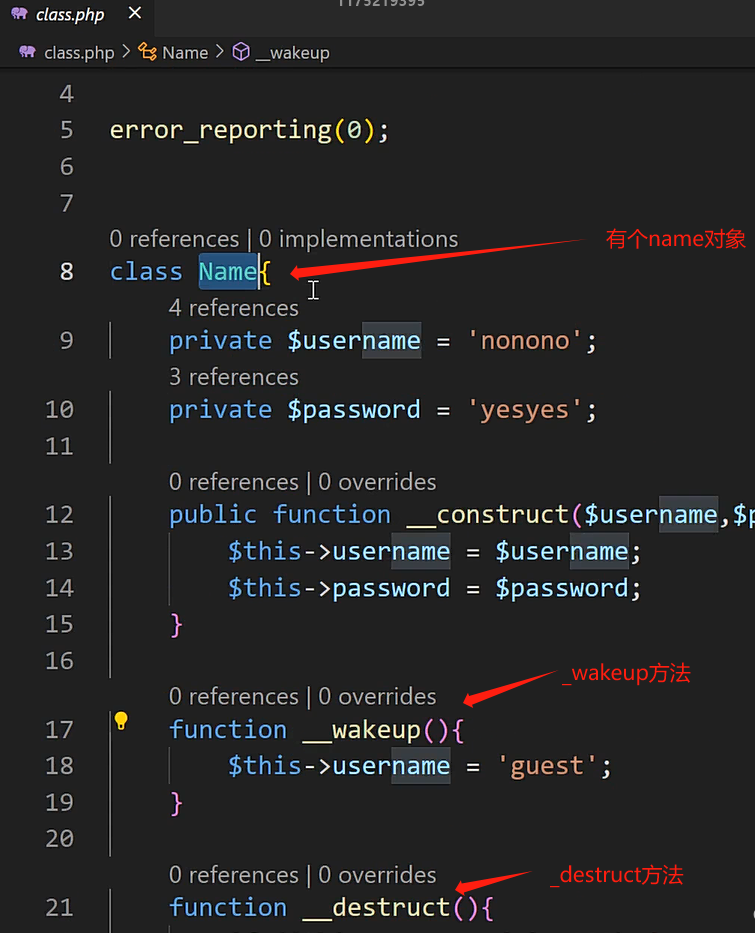 class.php ×
class.php > Name > __wakeup
4
5 error_reporting(0);
6
7
0 references | 0 implementations
有个name对象
8 class Name{
4 references
9 private $username = 'nonono';
3 references
10 private $password = 'yesyes';
11
0 references | 0 overrides
12 public function __construct($username,$p
13 $this->username = $username;
14 $this->password = $password;
15 }
16
_wakeup方法
0 references | 0 overrides
17 function __wakeup(){
18 $this->username = 'guest';
19 }
20
0 references | 0 overrides
_destruct方法
21 function __destruct(){